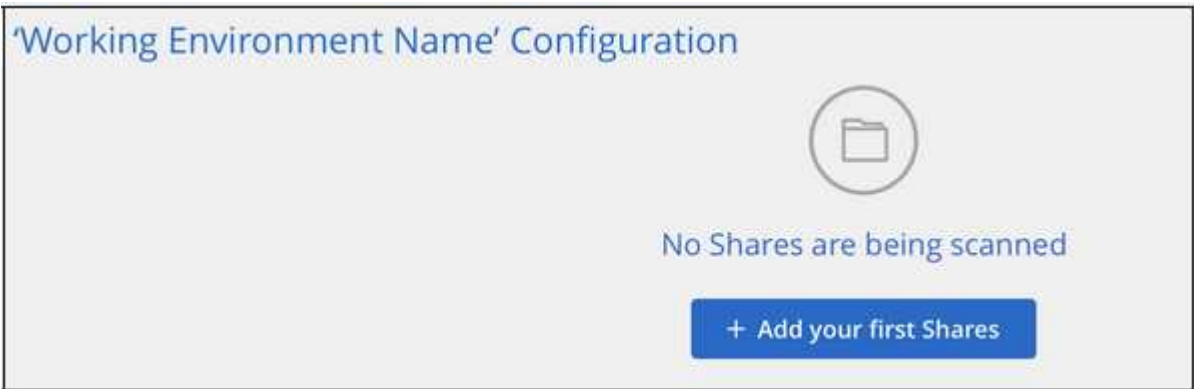 ‘Working Environment Name’ Configuration
No Shares are being scanned
+ Add your first Shares